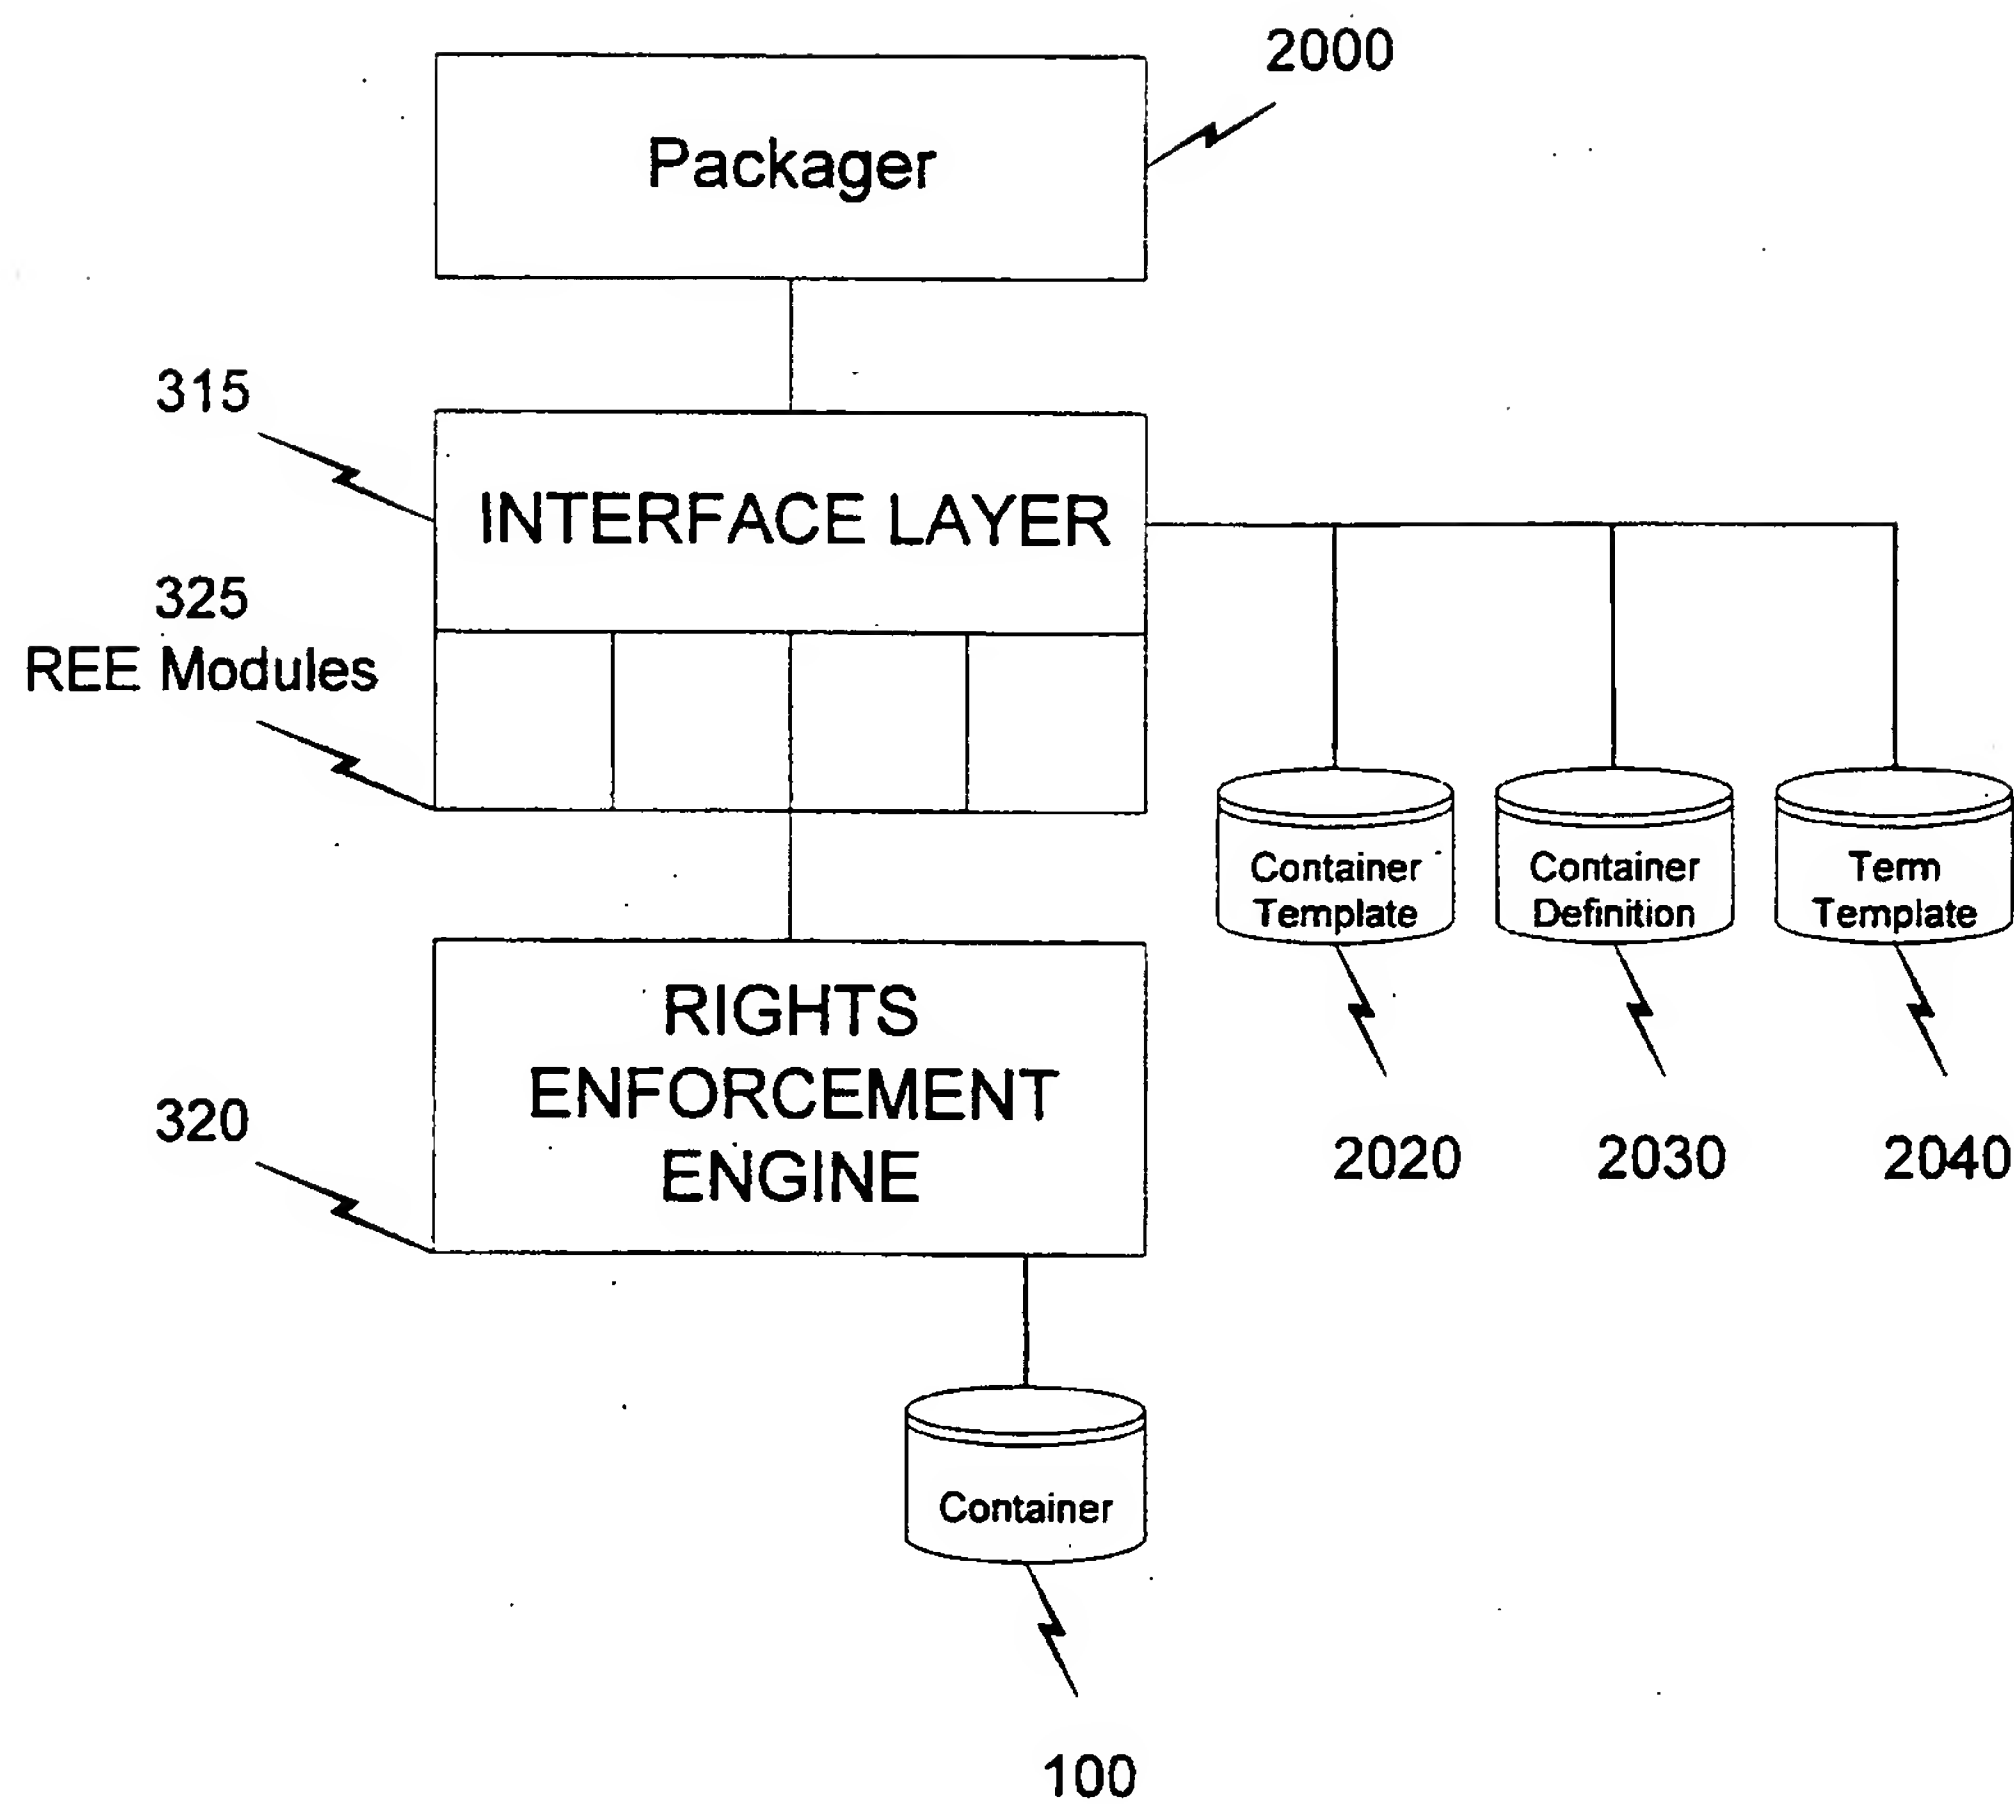 2000
Packager
315
INTERFACE LAYER
325
REE Modules
Container
Template
Container
Definition
Term
Template
RIGHTS
ENFORCEMENT
ENGINE
320
2020
2030
2040
Container
100